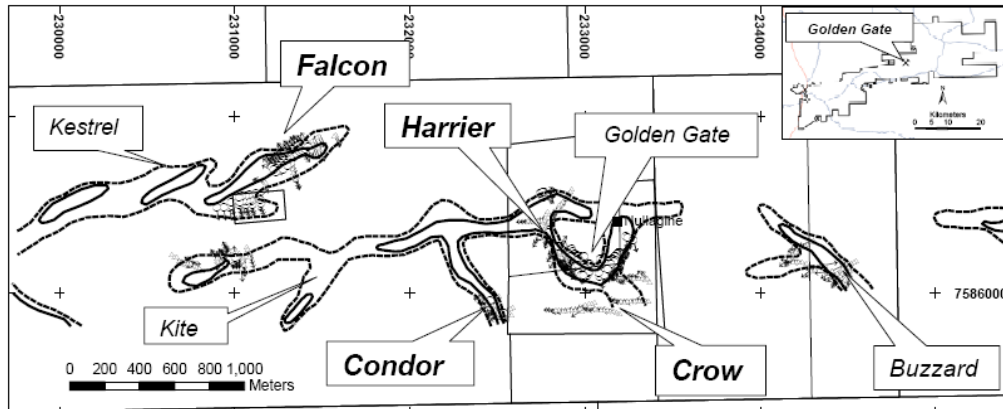 230000
231000
232000
233000
234000
Golden Gate
N
Kilometers
0 5 10 20
Falcon
Kestrel
Harrier
Golden Gate
Nullagine
7586000
Kite
Condor
Crow
Buzzard
0 200 400 600 800 1,000
Meters